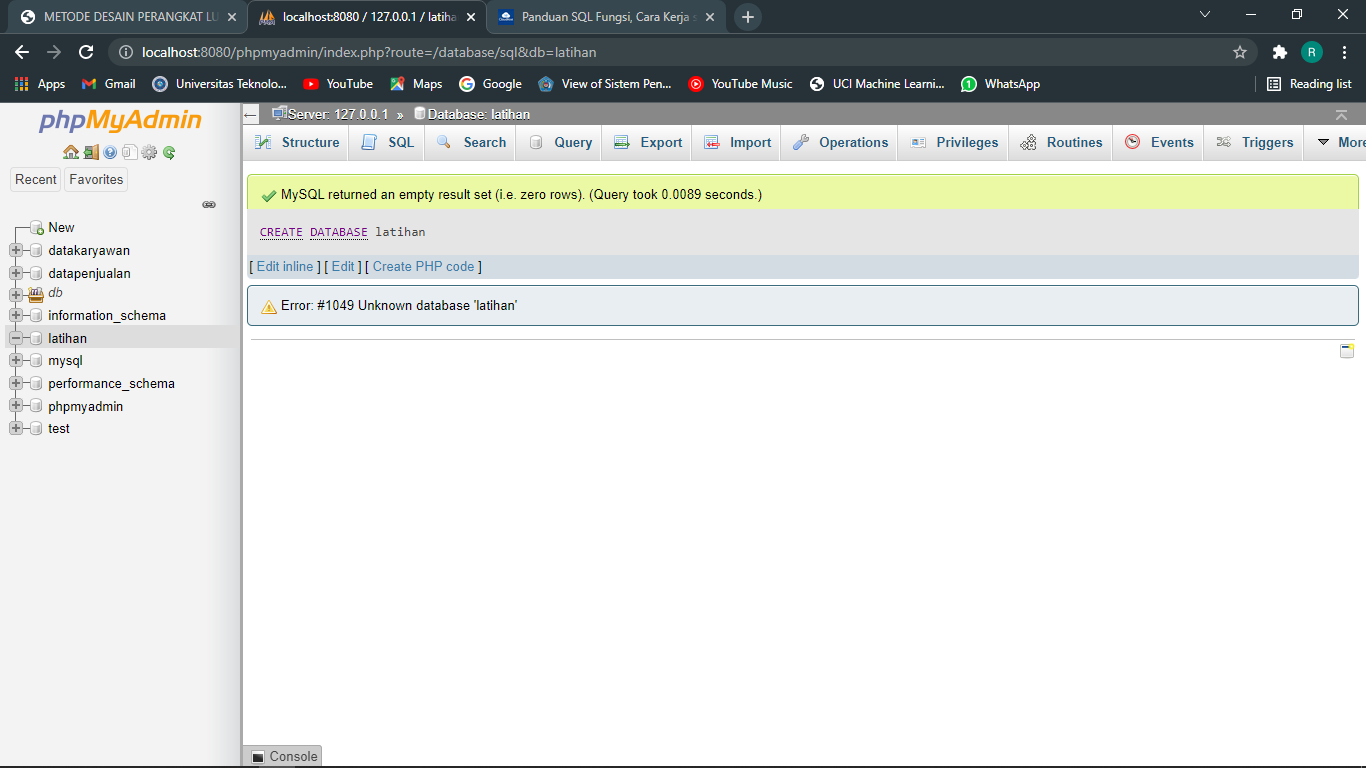 METODE DESAIN PERANGKAT LU
localhost:8080 / 127.0.0.1 / latiha
Panduan SQL Fungsi, Cara Kerja s
localhost:8080/phpmyadmin/index.php?route=/database/sql&db=latihan
R
Apps
Gmail
Universitas Teknolo...
YouTube
Maps
Google
View of Sistem Pen...
YouTube Music
UCI Machine Learni...
1
WhatsApp
Reading list
phpMyAdmin
Recent
Favorites
New
datakaryawan
datapenjualan
db
information_schema
latihan
mysql
performance_schema
phpmyadmin
test
Server: 127.0.0.1 » Database: latihan
Structure
SQL
Search
Query
Export
Import
Operations
Privileges
Routines
Events
Triggers
More
MySQL returned an empty result set (i.e. zero rows). (Query took 0.0089 seconds.)
CREATE DATABASE latihan
[ Edit inline ] [ Edit ] [ Create PHP code ]
Error: #1049 Unknown database 'latihan'
Console